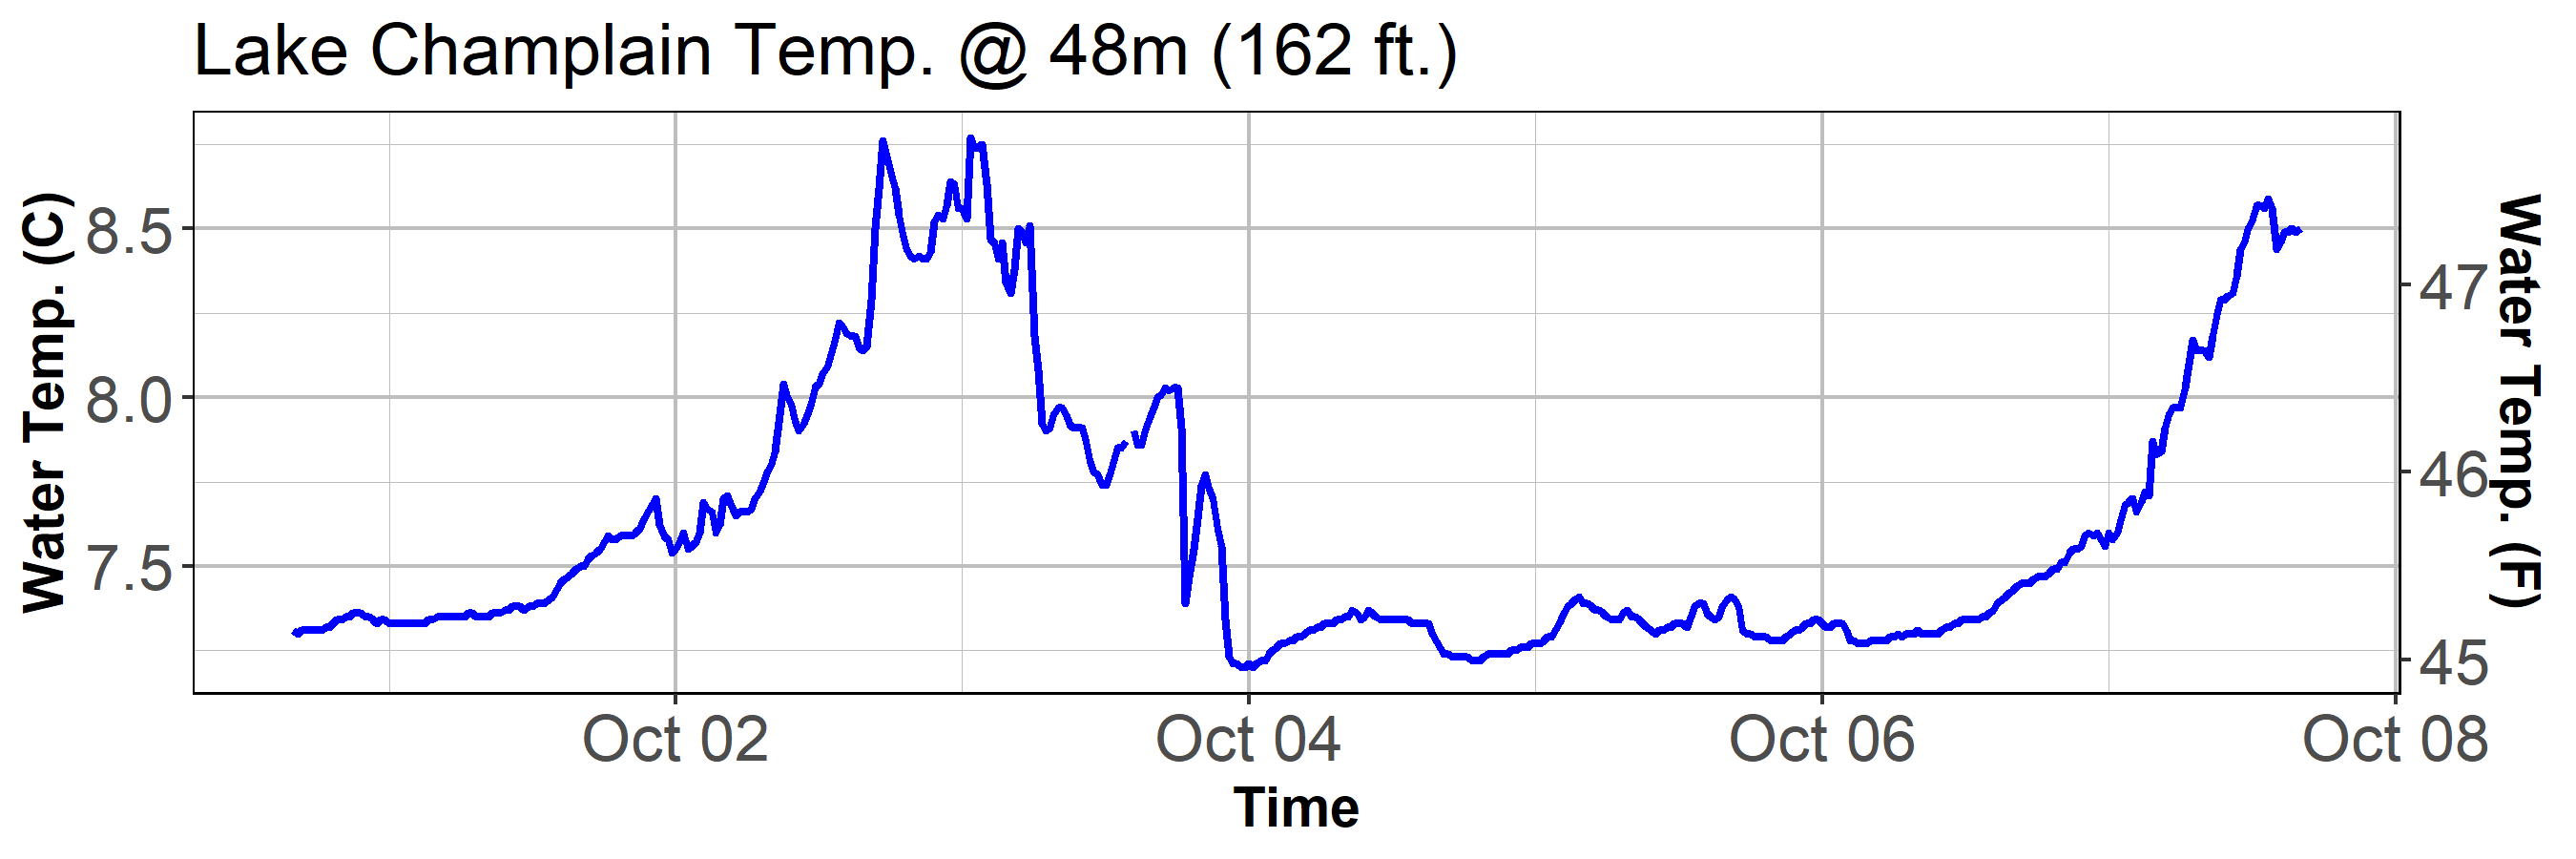 Lake Champlain Temp. @ 48m (162 ft.)
Water Temp. (C)
8.5
8.0
7.5
47
46
45
Water Temp. (F)
Oct 02 Oct 04 Oct 06 Oct 08
Time